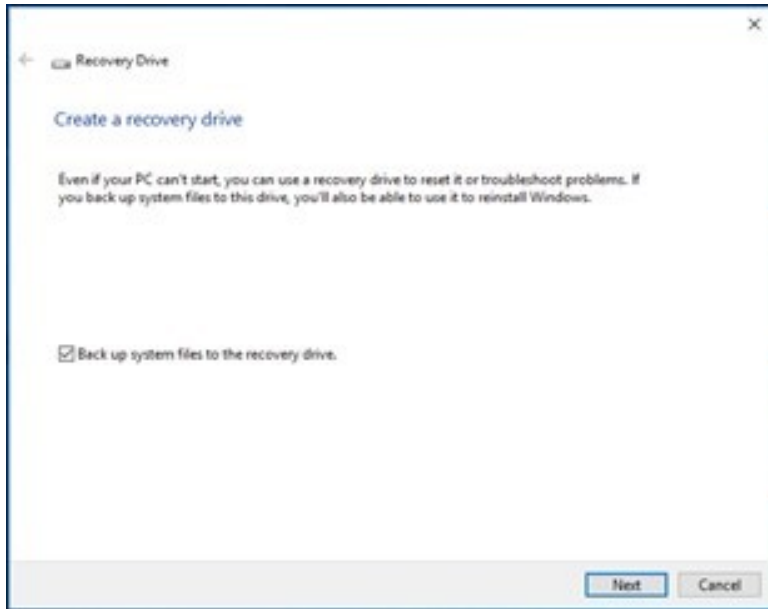 Recovery Drive
Create a recovery drive
Even if your PC can't start, you can use a recovery drive to reset it or troubleshoot problems. If
you back up system files to this drive, you'll also be able to use it to reinstall Windows.
Back up system files to the recovery drive.
Next Cancel